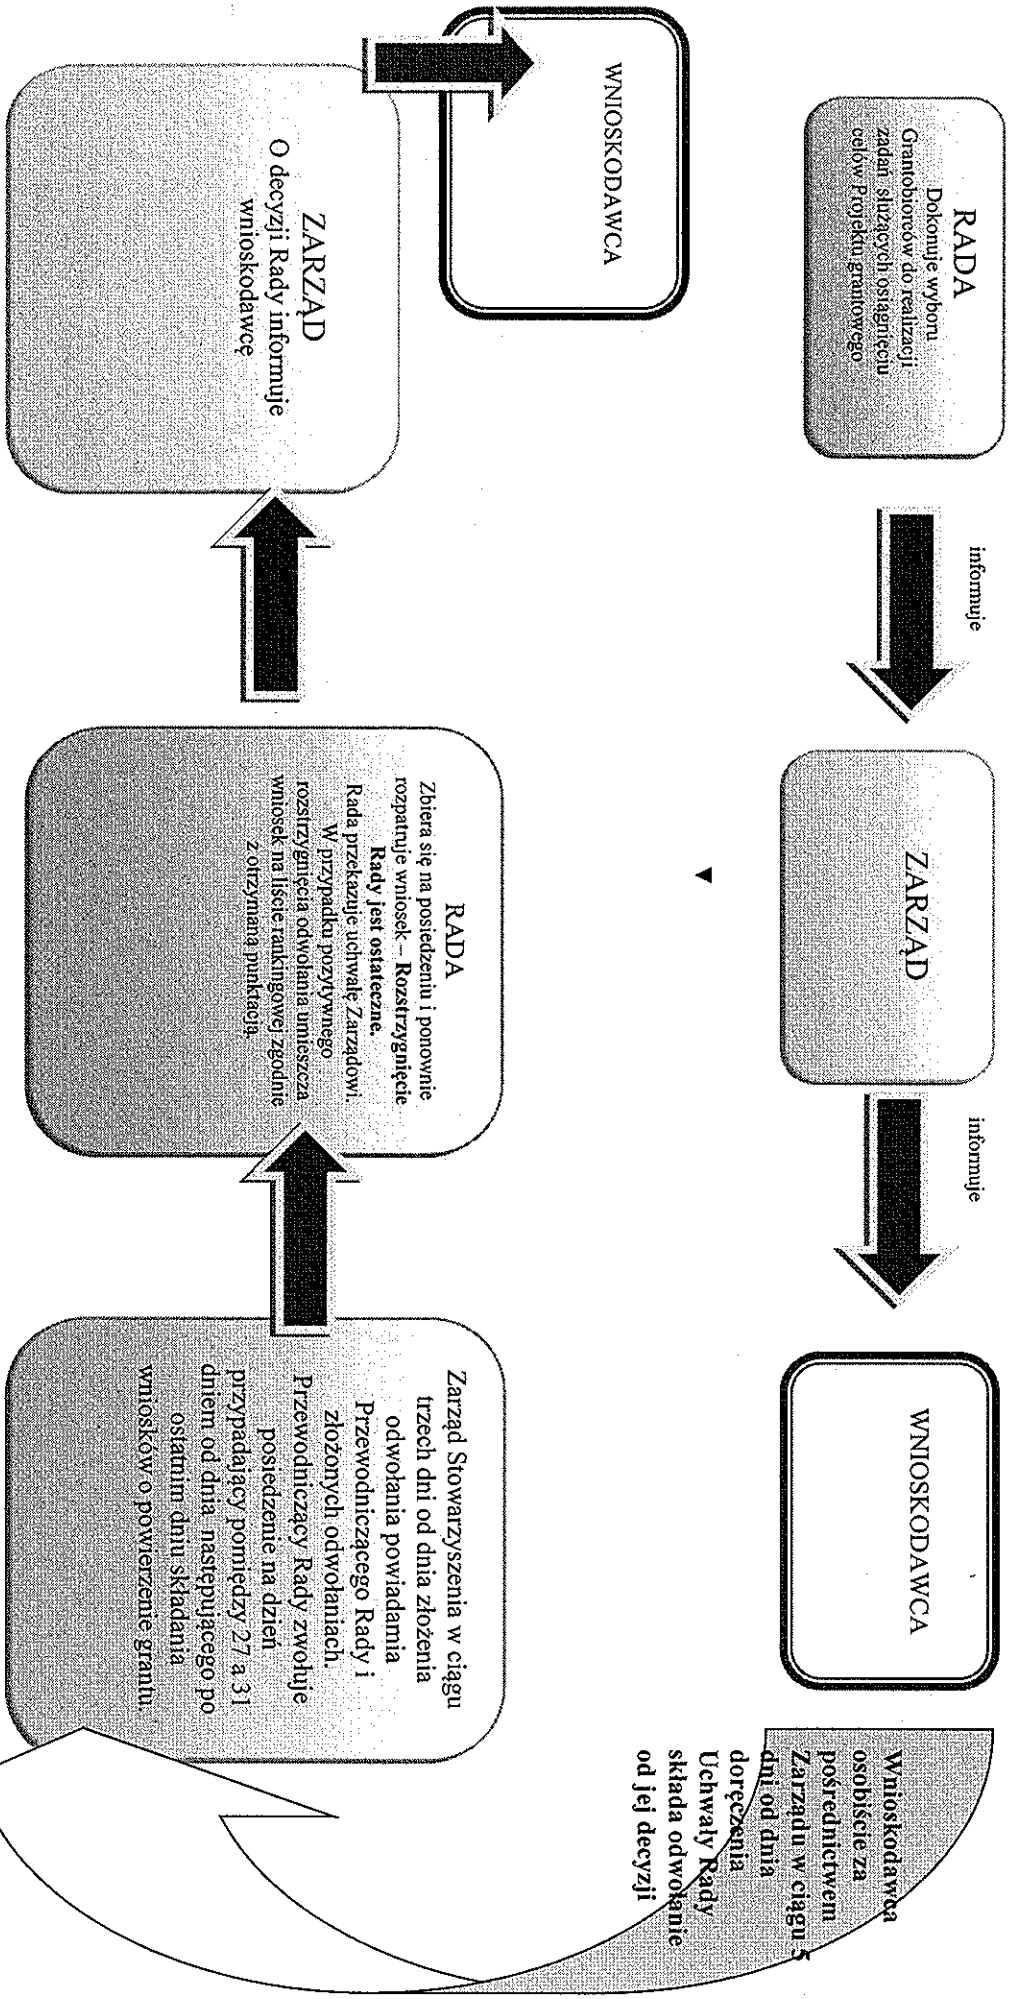 RADA
Dokonuje wyboru
Grantobiorców do realizacji
zadań służących osiągnięciu
celów Projektu grantowego
informuje
ZARZĄD
informuje
WNIOSKODAWCA
Wnioskodawca
osobiście za
pośrednictwem
Zarządu w ciągu 5
dni od dnia
doręczenia
Uchwały Rady
składa odwołanie
od jej decyzji
Zarząd Stowarzyszenia w ciągu
trzech dni od dnia złożenia
odwołania powiadamia
Przewodniczącego Rady i
złożonych odwołaniach.
Przewodniczący Rady zwołuje
posiedzenie na dzień
przypadający pomiędzy 27 a 31
dniem od dnia następującego po
ostatnim dniu składania
wniosków o powierzenie grantu.
RADA
Zbiera się na posiedzeniu i ponownie
rozpatruje wniosek – Rozstrzygnięcie
Rady jest ostateczne.
Rada przekazuje uchwałę Zarządowi.
W przypadku pozytywnego
rozstrzygnięcia odwołania umieszcza
wniosek na liście rankingowej zgodnie
z otrzymaną punktacją.
ZARZĄD
O decyzji Rady informuje
wnioskodawcę
WNIOSKODAWCA